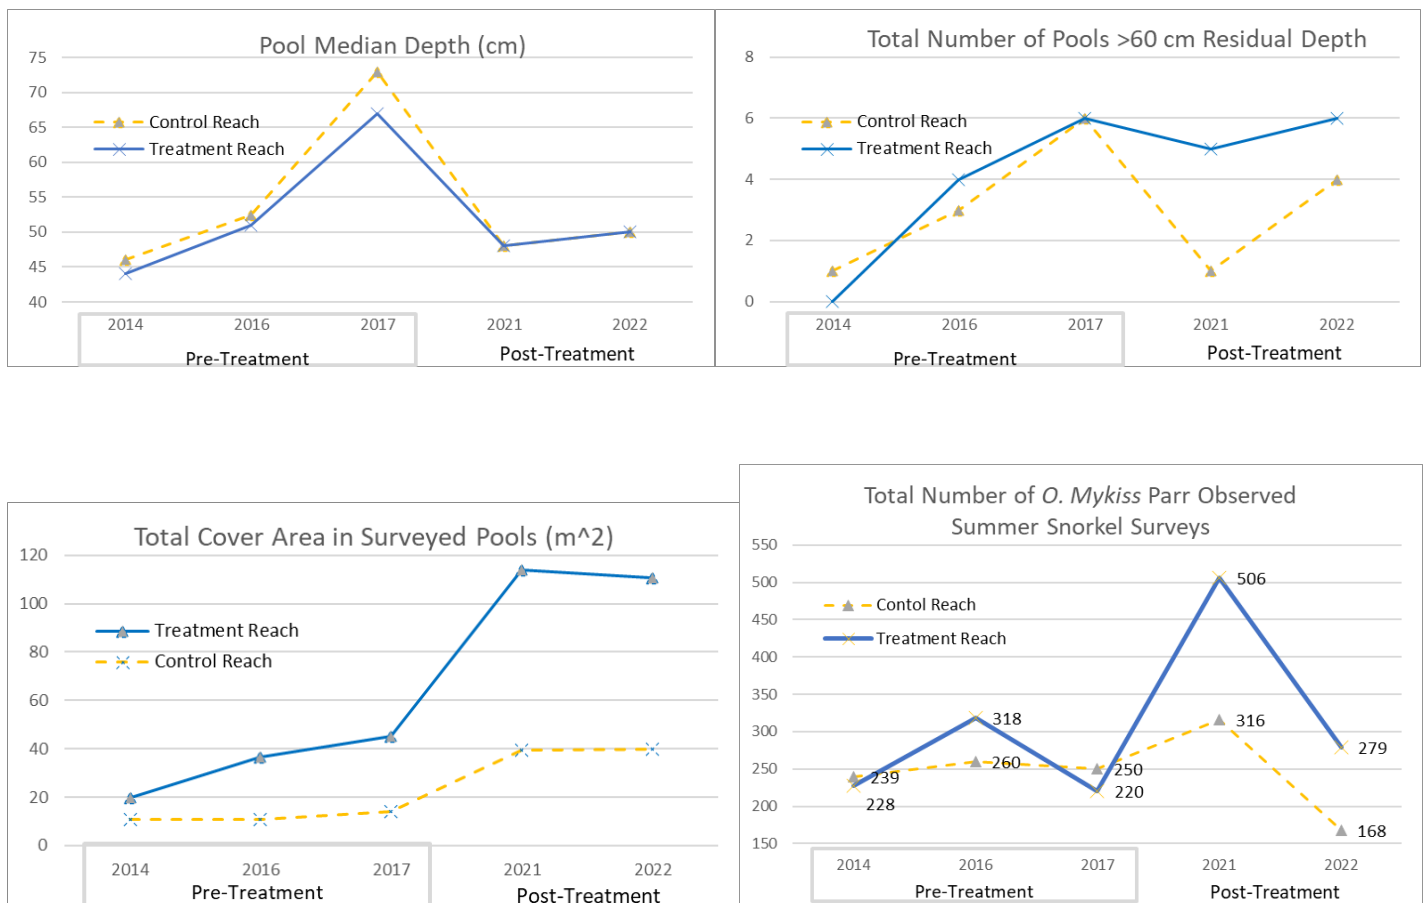 Pool Median Depth (cm)
75
70
65
60
55
50
45
40
Control Reach
Treatment Reach
2014 2016 2017 2021 2022
Pre-Treatment Post-Treatment
Total Number of Pools >60 cm Residual Depth
8
6
4
2
0
Control Reach
Treatment Reach
2014 2016 2017 2021 2022
Pre-Treatment Post-Treatment
Total Cover Area in Surveyed Pools (m^2)
120
100
80
60
40
20
0
Treatment Reach
Control Reach
2014 2016 2017 2021 2022
Pre-Treatment Post-Treatment
Total Number of O. Mykiss Parr Observed
Summer Snorkel Surveys
550
500
450
400
350
300
250
200
150
Contol Reach
Treatment Reach
506
318
316
260
250
239
228
220
279
168
2014 2016 2017 2021 2022
Pre-Treatment Post-Treatment